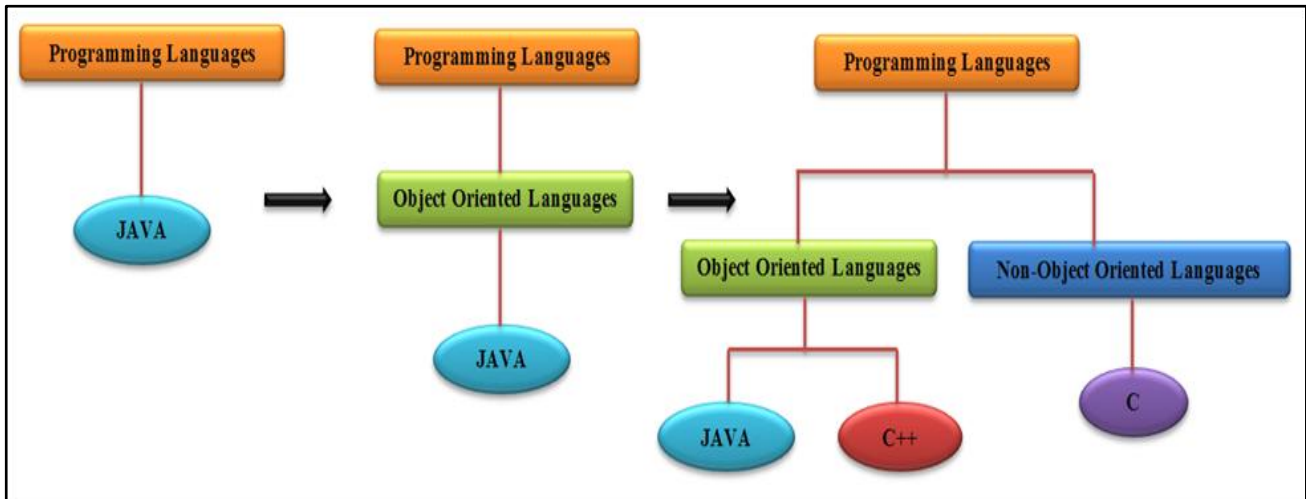 Programming Languages
JAVA
Programming Languages
Object Oriented Languages
JAVA
Programming Languages
Object Oriented Languages
Non-Object Oriented Languages
JAVA
C++
C